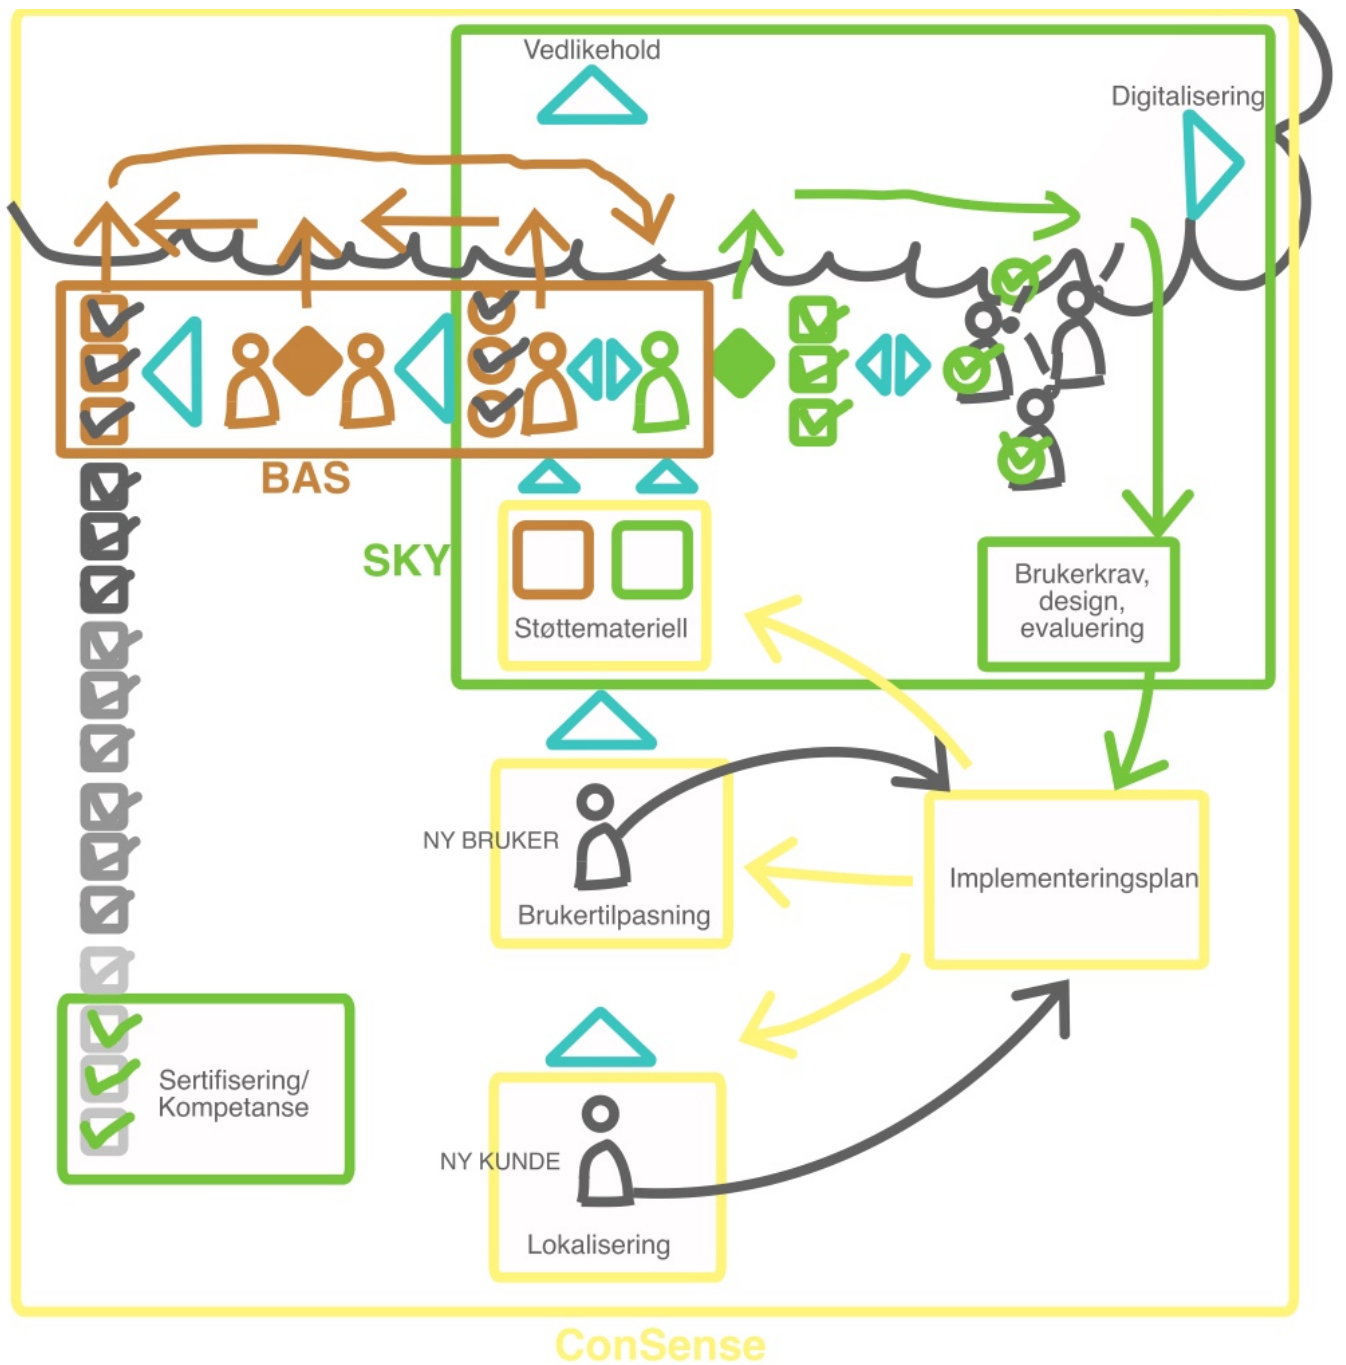 Vedlikehold
Digitalisering
BAS
SKY
Støttemateriell
Brukerkrav,
design,
evaluering
NY BRUKER
Brukertilpasning
Implementeringsplan
Sertifisering/
Kompetanse
NY KUNDE
Lokalisering
ConSense